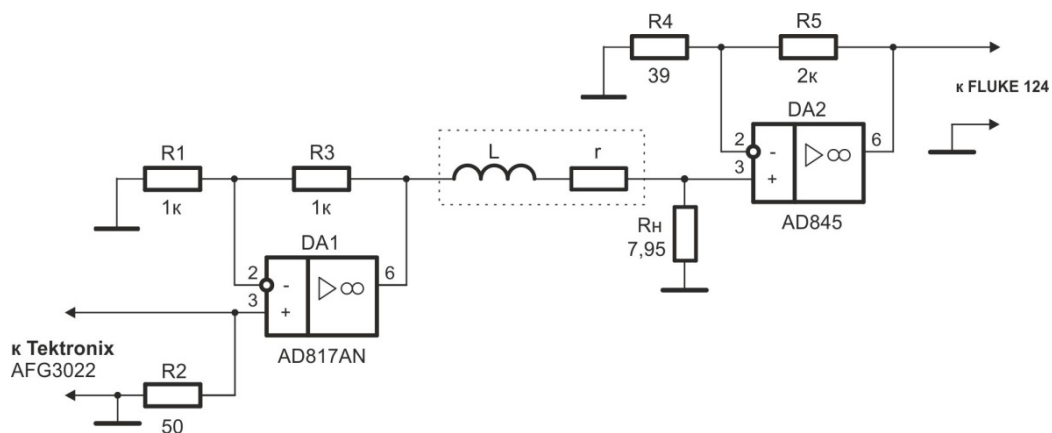 R4
R5
39
2к
к FLUKE 124
DA2
2
-
6
3
+
▷∞
AD845
L
r
R1
R3
1к
1к
Rн
7,95
DA1
2
-
6
3
+
▷∞
AD817AN
к Tektronix
AFG3022
R2
50